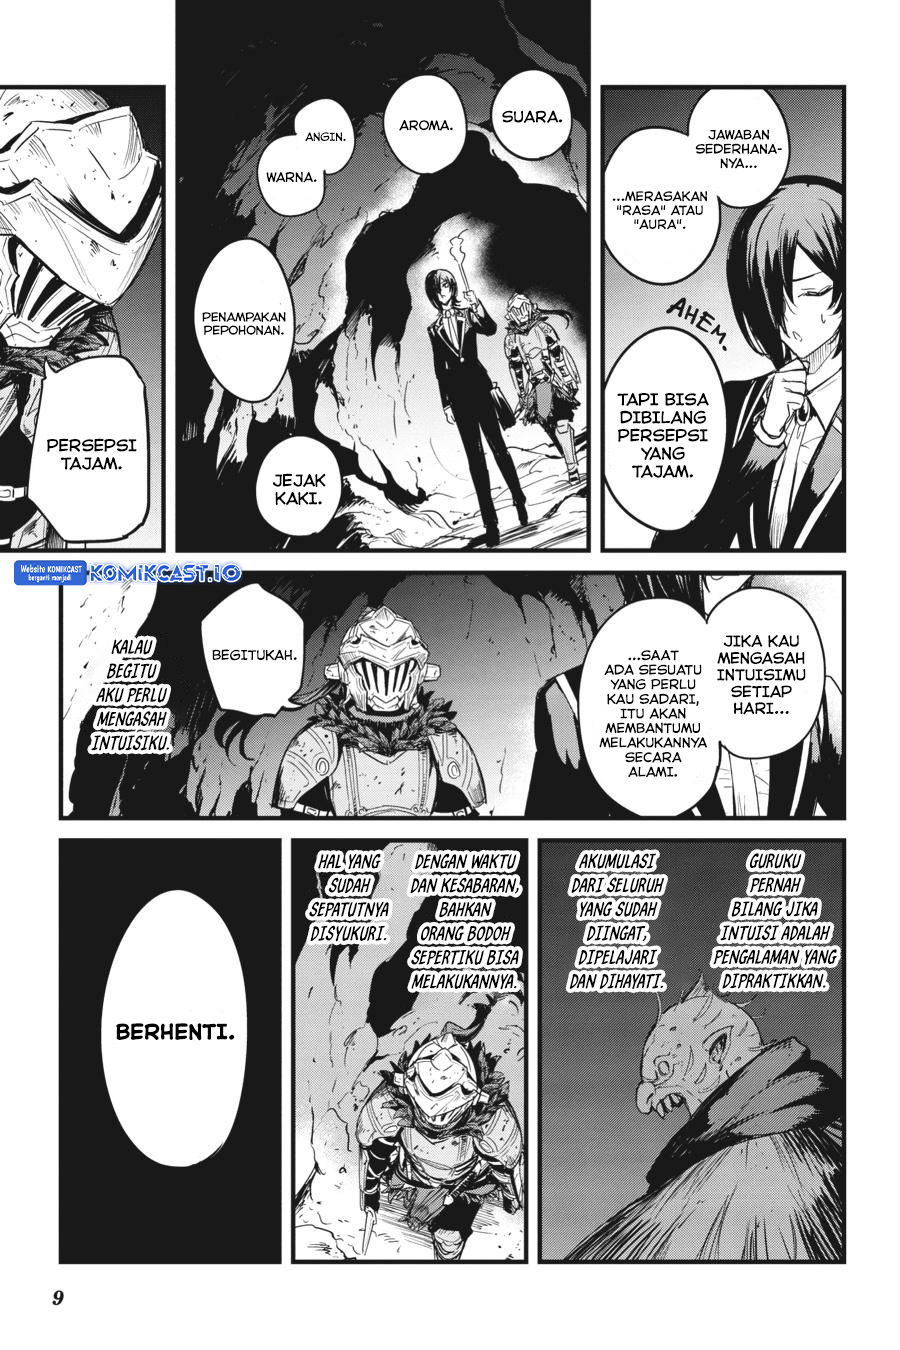 JAWABAN
SEDERHANA-
NYA...
...MERASAKAN
"RASA" ATAU
"AURA".
AHEM.
TAPI BISA
DIBILANG
PERSEPSI
YANG
TAJAM.
SUARA.
AROMA.
ANGIN.
WARNA.
PENAMPAKAN
PEPOHONAN.
JEJAK
KAKI.
PERSEPSI
TAJAM.
Website KOMIKCAST
berganti menjadi
KOMIKCAST.IO
JIKA KAU
MENGASAH
INTUISIMU
SETIAP
HARI...
...SAAT
ADA SESUATU
YANG PERLU
KAU SADARI,
ITU AKAN
MEMBANTUMU
MELAKUKANNYA
SECARA
ALAMI.
BEGITUKAH.
KALAU
BEGITU
AKU PERLU
MENGASAH
INTUISIKU.
GURUKU
PERNAH
BILANG JIKA
INTUISI ADALAH
PENGALAMAN YANG
DIPRAKTIKKAN.
AKUMULASI
DARI SELURUH
YANG SUDAH
DIINGAT,
DIPELAJARI
DAN DIHAYATI.
DENGAN WAKTU
DAN KESABARAN,
BAHKAN
ORANG BODOH
SEPERTIKU BISA
MELAKUKANNYA.
HAL YANG
SUDAH
SEPATUTNYA
DISYUKURI.
BERHENTI.
9